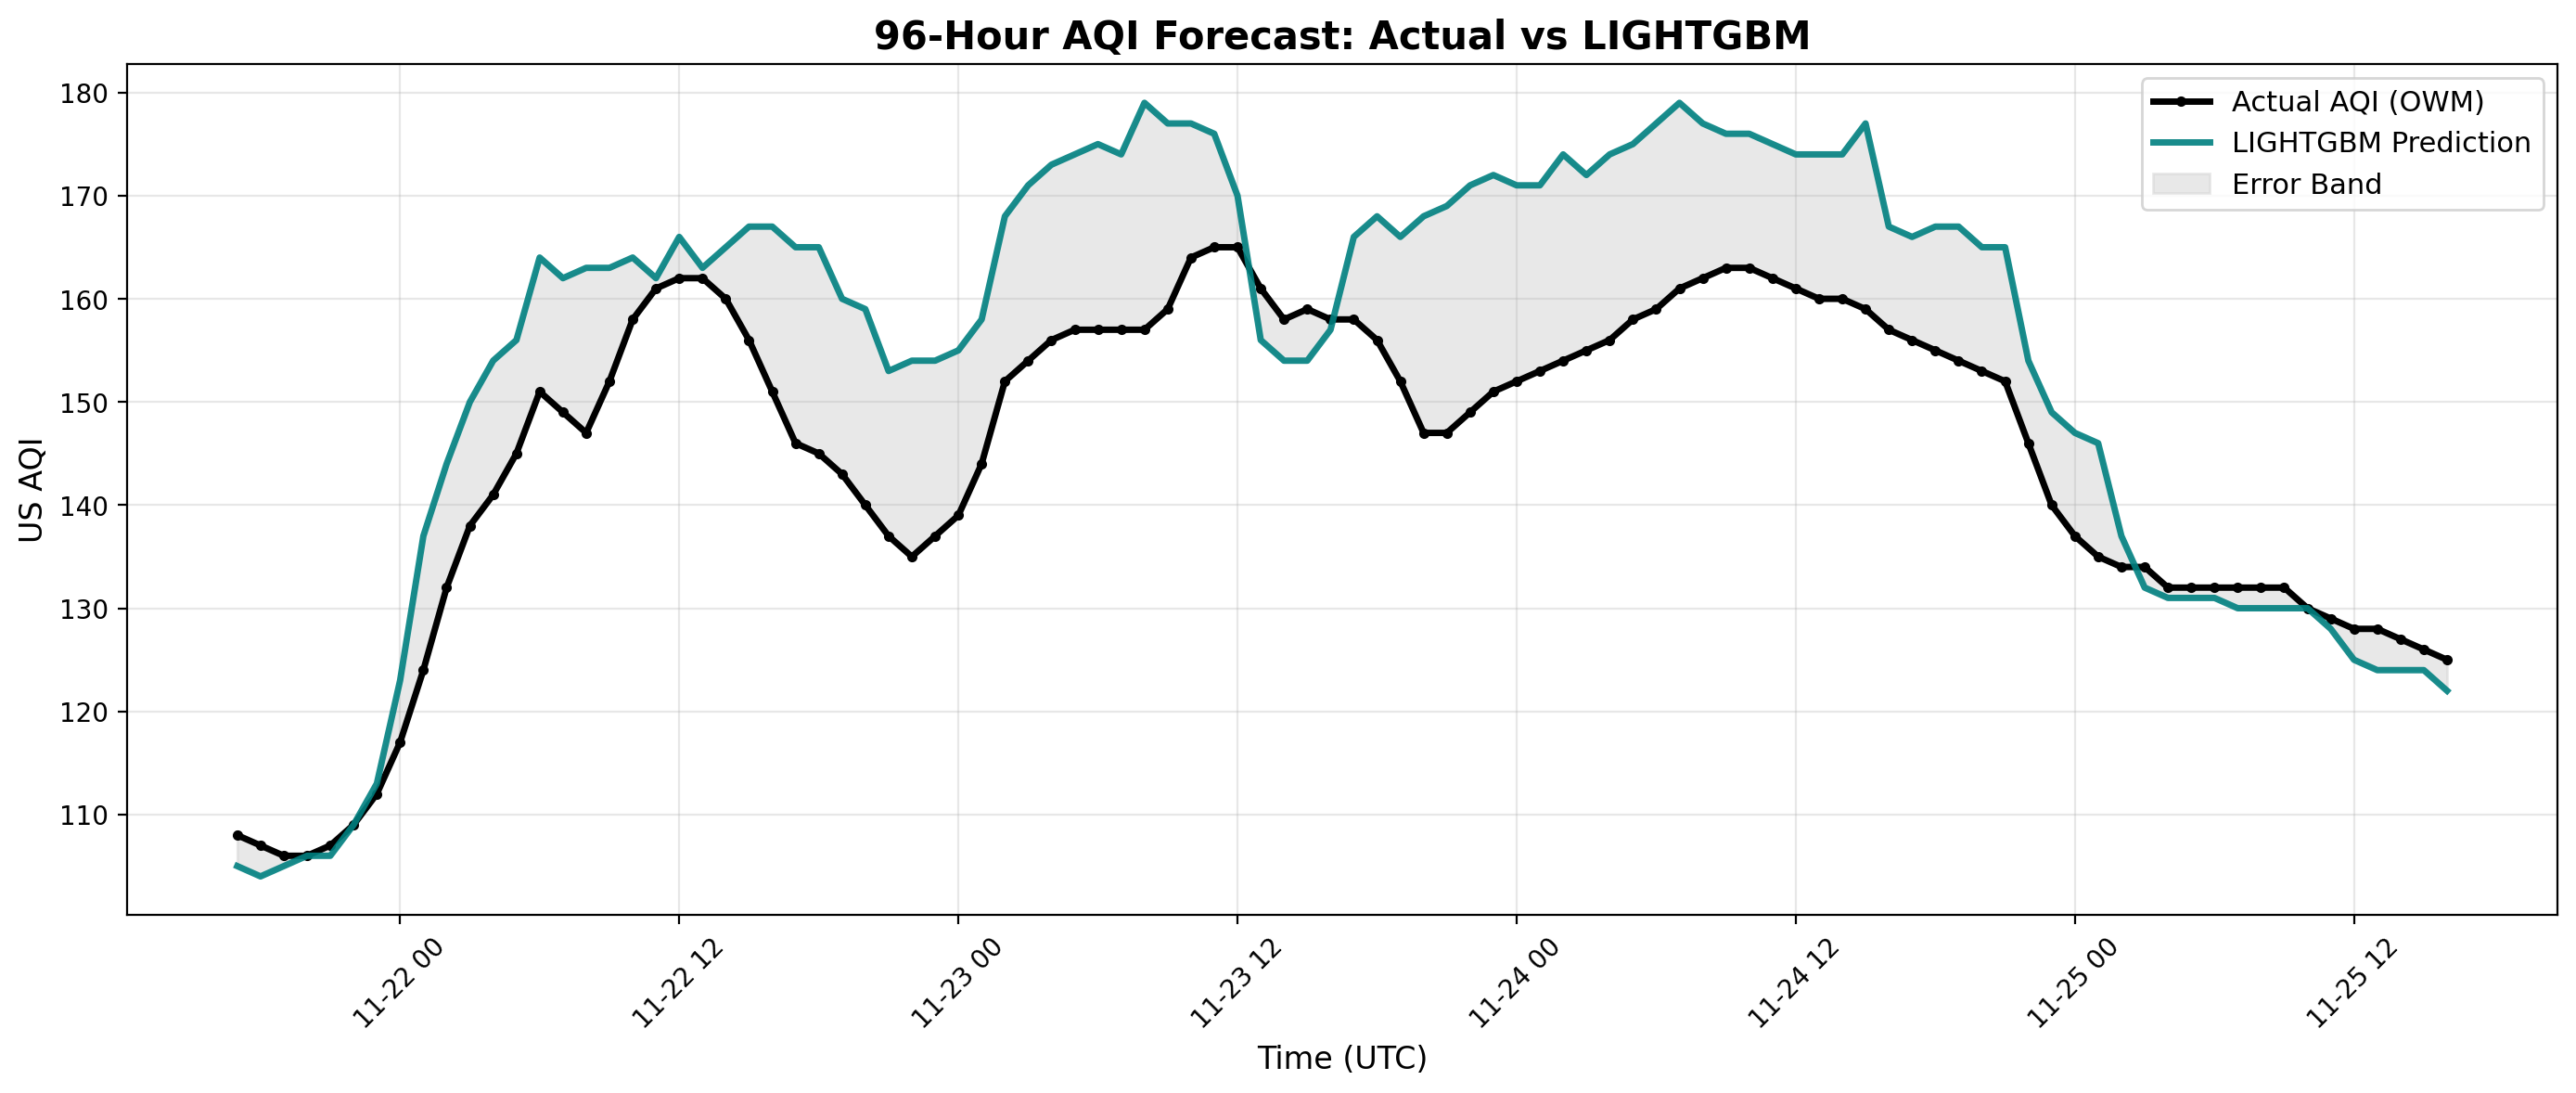 96-Hour AQI Forecast: Actual vs LIGHTGBM
Actual AQI (OWM)
LIGHTGBM Prediction
Error Band
US AQI
180
170
160
150
140
130
120
110
11-22 00
11-22 12
11-23 00
11-23 12
11-24 00
11-24 12
11-25 00
11-25 12
Time (UTC)